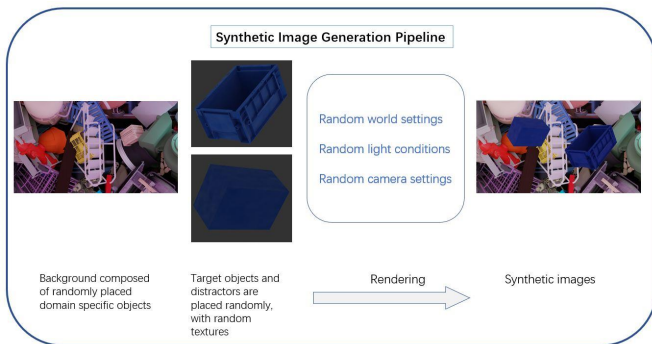 Synthetic Image Generation Pipeline
Random world settings
Random light conditions
Random camera settings
Background composed
of randomly placed
domain specific objects
Target objects and
distractors are
placed randomly,
with random
textures
Rendering
Synthetic images